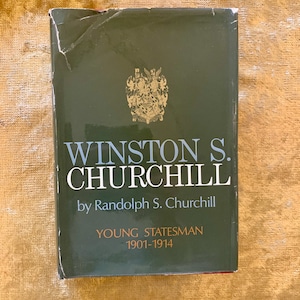 WINSTON S.
CHURCHILL
by Randolph S. Churchill
YOUNG STATESMAN
1901-1914